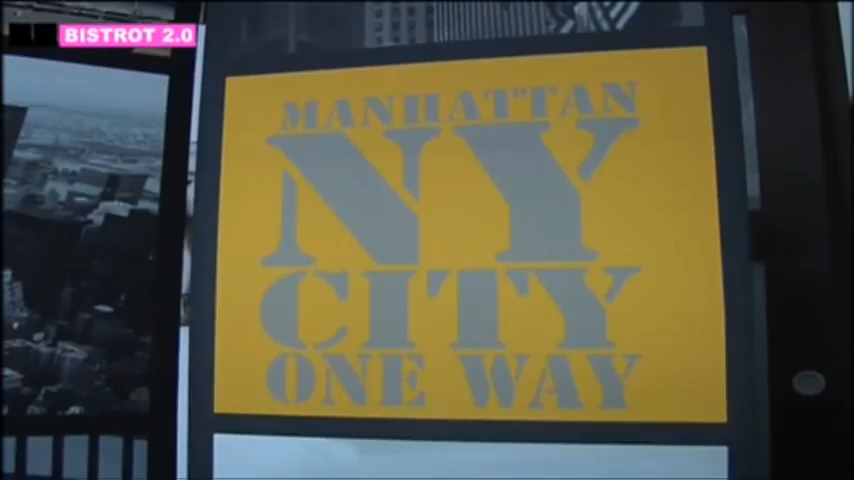 BISTROT 2.0
MANHATTAN
NY
CITY
ONE WAY